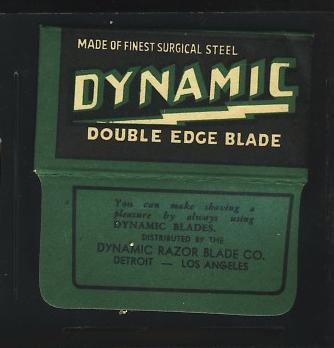 MADE OF FINEST SURGICAL STEEL
DYNAMIC
DOUBLE EDGE BLADE
You can make shaving a
pleasure by always using
DYNAMIC BLADES.
DISTRIBUTED BY THE
DYNAMIC RAZOR BLADE CO.
DETROIT — LOS ANGELES